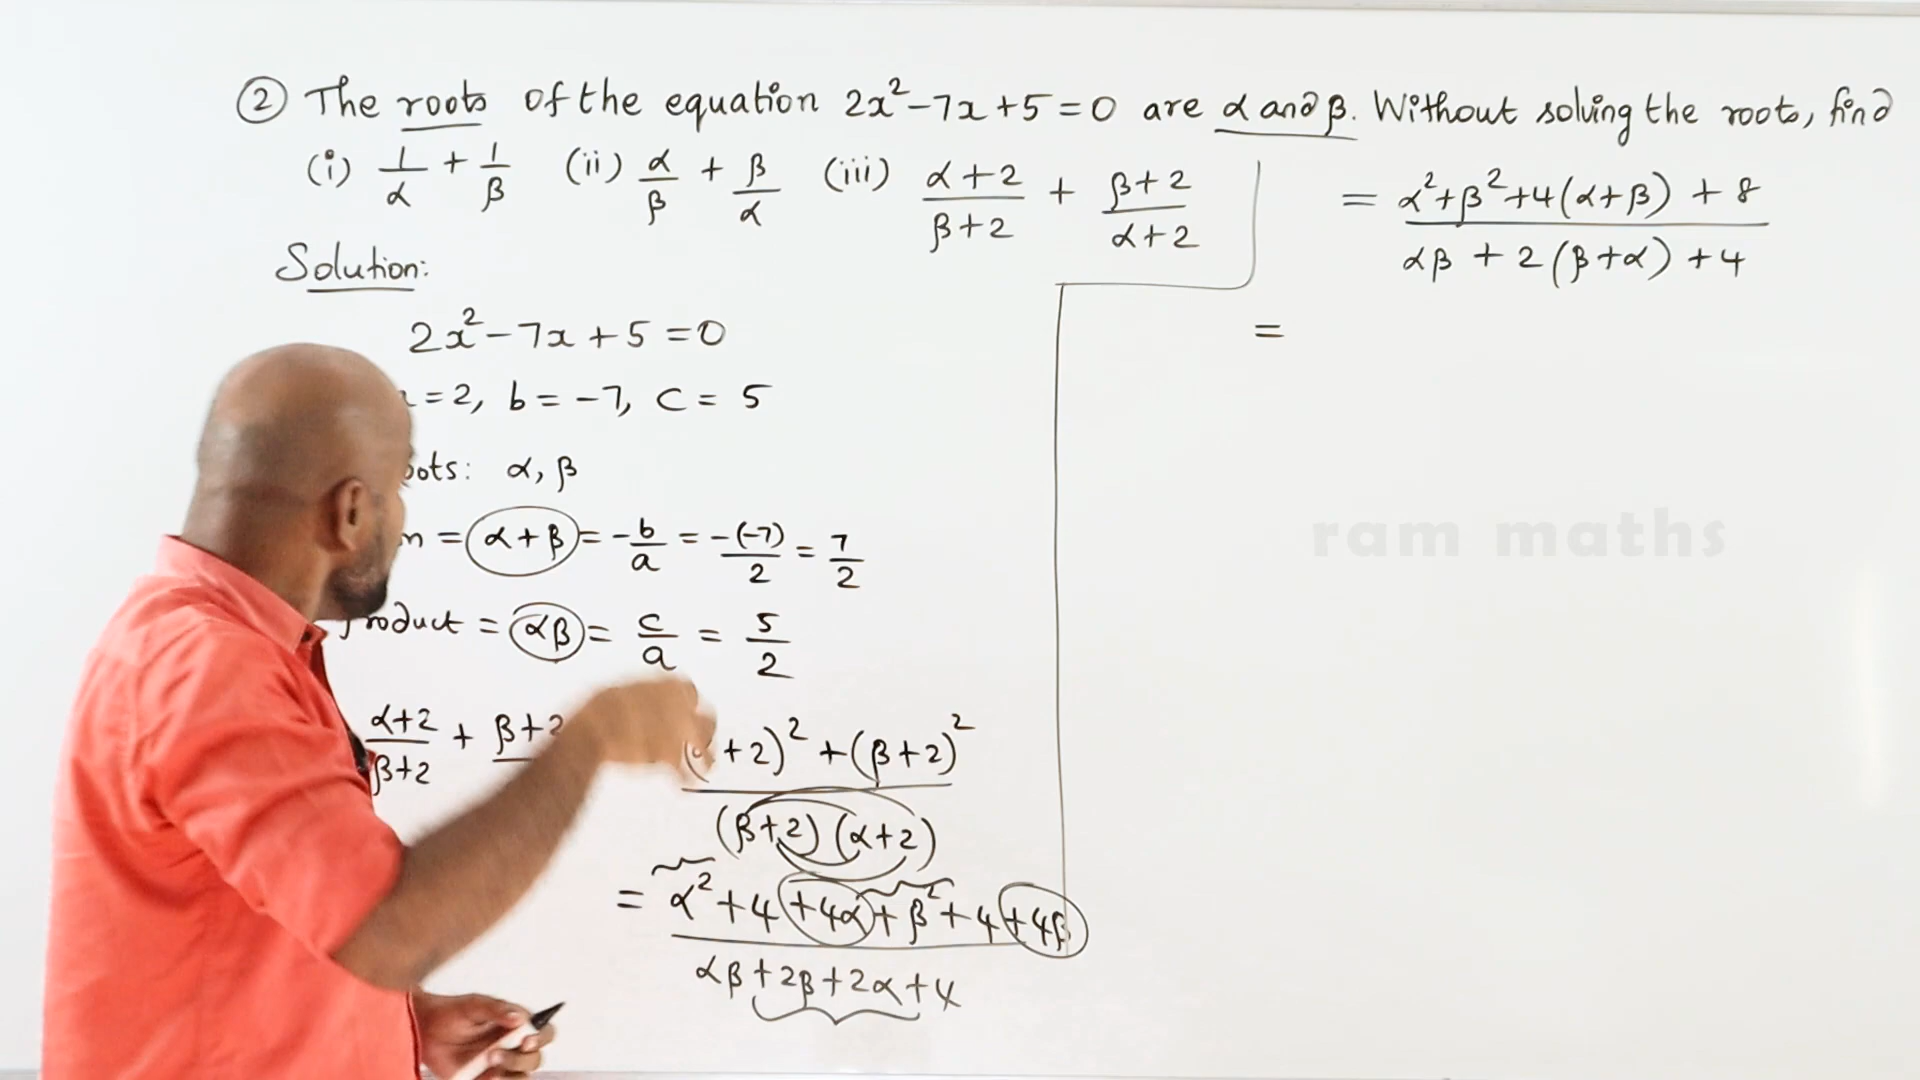 ② The roots of the equation 2x²-7x+5=0 are α and β. Without solving the roots, find
(i) 1/α + 1/β (ii) α/β + β/α (iii) (α+2)/(β+2) + (β+2)/(α+2)
Solution:
2x²-7x+5=0
=2, b=-7, c=5
α, β
= α+β = -b/a = -(-7)/2 = 7/2
product = αβ = c/a = 5/2
(α+2)/(β+2) + β+2
+2)² + (β+2)² / (β+2)(α+2)
= (α²+4+4α+β²+4+4β) / (αβ+2β+2α+4)
= (α²+β²+4(α+β)+8) / (αβ+2(β+α)+4)
=
ram maths